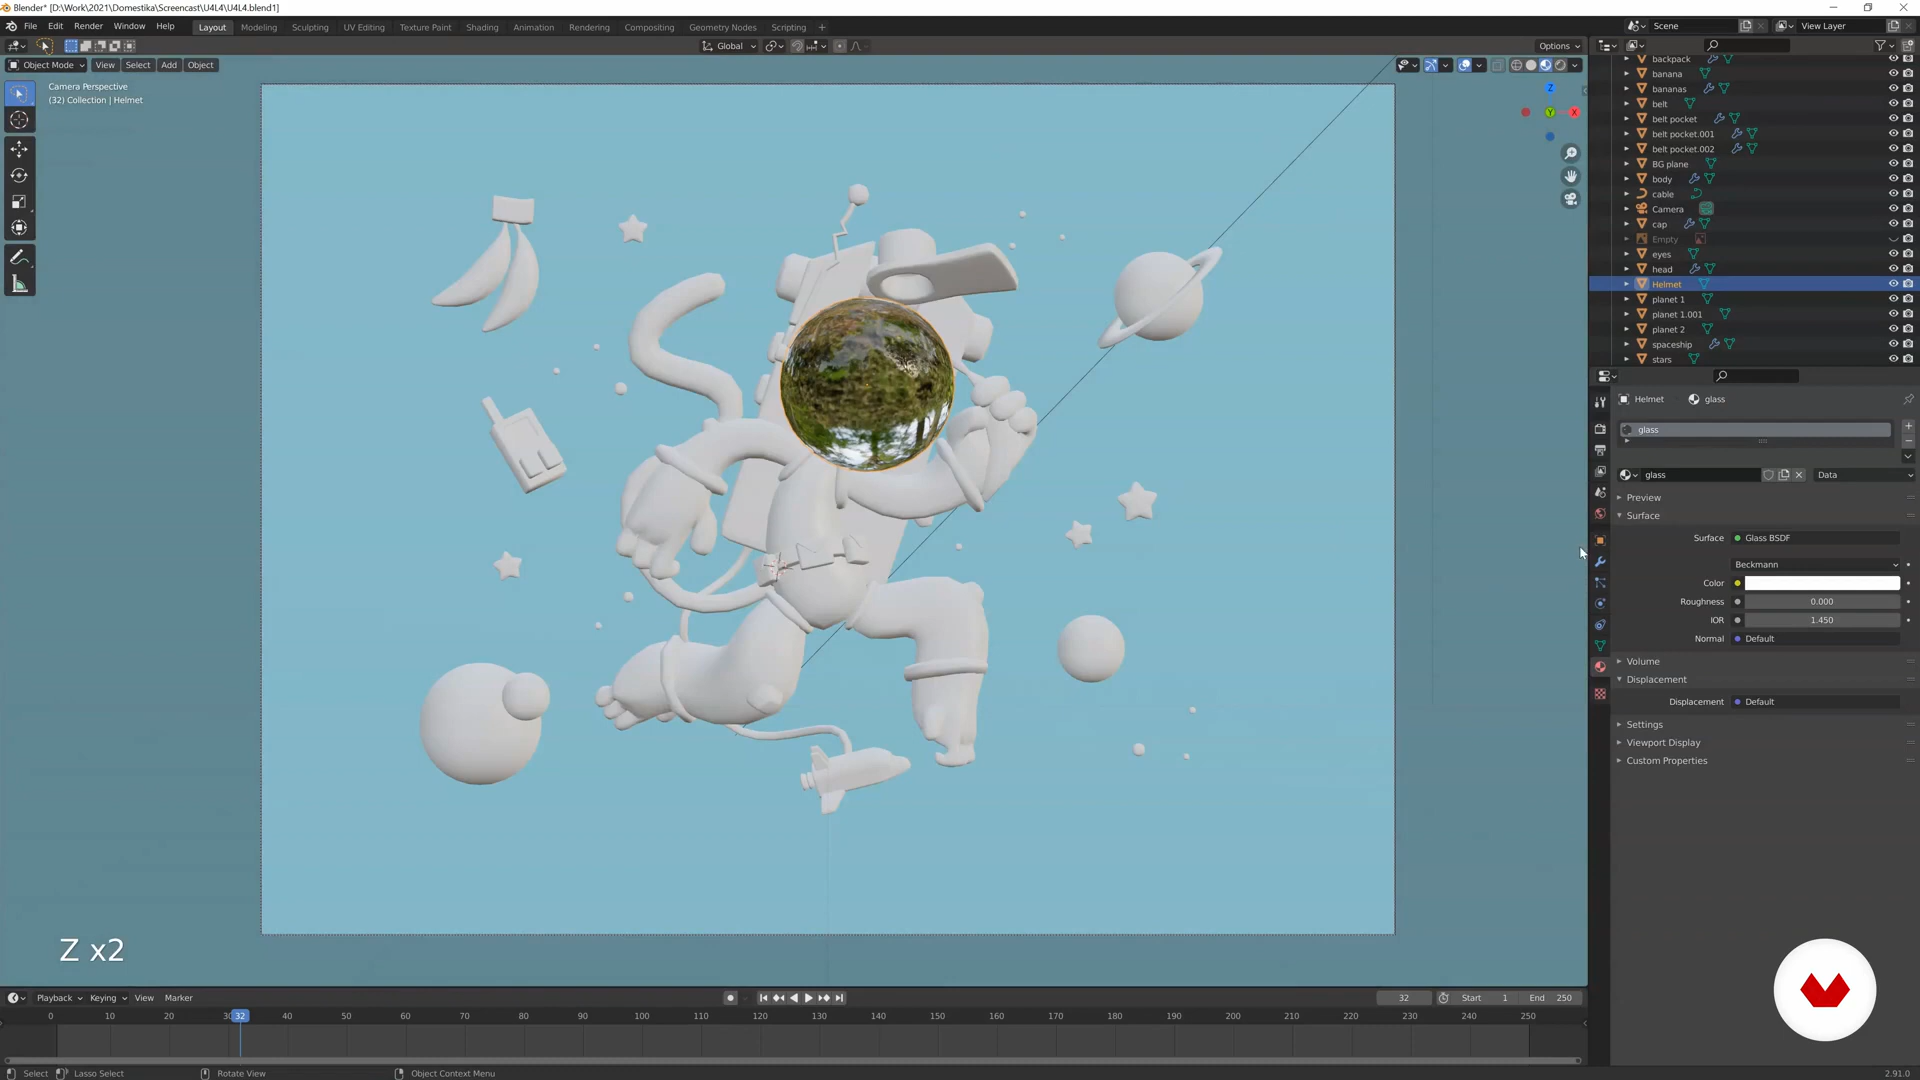 Blender* [D:\Work\2021\Domestika\Screencast\U4L4\U4L4.blend1]
File Edit Render Window Help Layout Modeling Sculpting UV Editing Texture Paint Shading Animation Rendering Compositing Geometry Nodes Scripting + Scene View Layer
Global Options
Object Mode View Select Add Object
Camera Perspective
(32) Collection | Helmet
Z
Y
X
backpack
banana
bananas
belt
belt pocket
belt pocket.001
belt pocket.002
BG plane
body
cable
Camera
cap
Empty
eyes
head
Helmet
planet 1
planet 1.001
planet 2
spaceship
stars
Helmet glass
glass
glass Data
Preview
Surface
Surface Glass BSDF
Beckmann
Color
Roughness 0.000
IOR 1.450
Normal Default
Volume
Displacement
Displacement Default
Settings
Viewport Display
Custom Properties
Z x2
Playback Keying View Marker 32 Start 1 End 250
0 10 20 30 32 40 50 60 70 80 90 100 110 120 130 140 150 160 170 180 190 200 210 220 230 240 250
Select Lasso Select Rotate View Object Context Menu 2.91.0